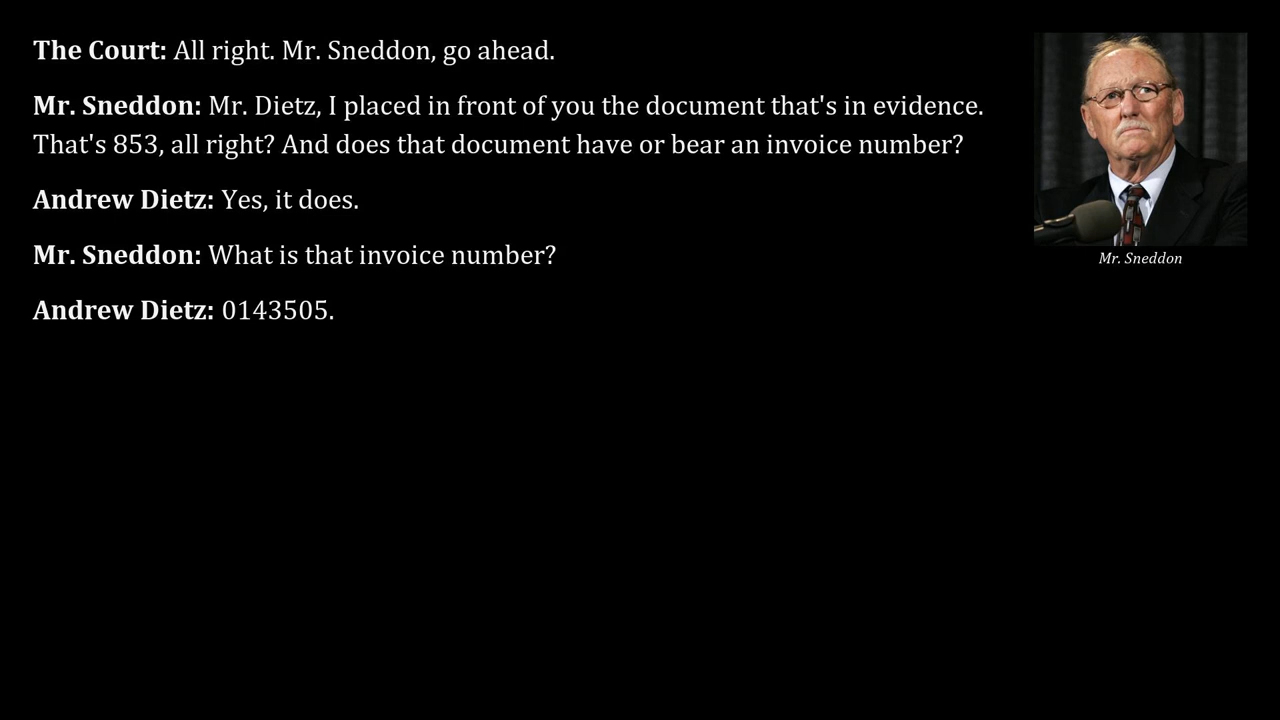 The Court: All right. Mr. Sneddon, go ahead.
Mr. Sneddon: Mr. Dietz, I placed in front of you the document that's in evidence.
That's 853, all right? And does that document have or bear an invoice number?
Andrew Dietz: Yes, it does.
Mr. Sneddon: What is that invoice number?
Andrew Dietz: 0143505.
Mr. Sneddon